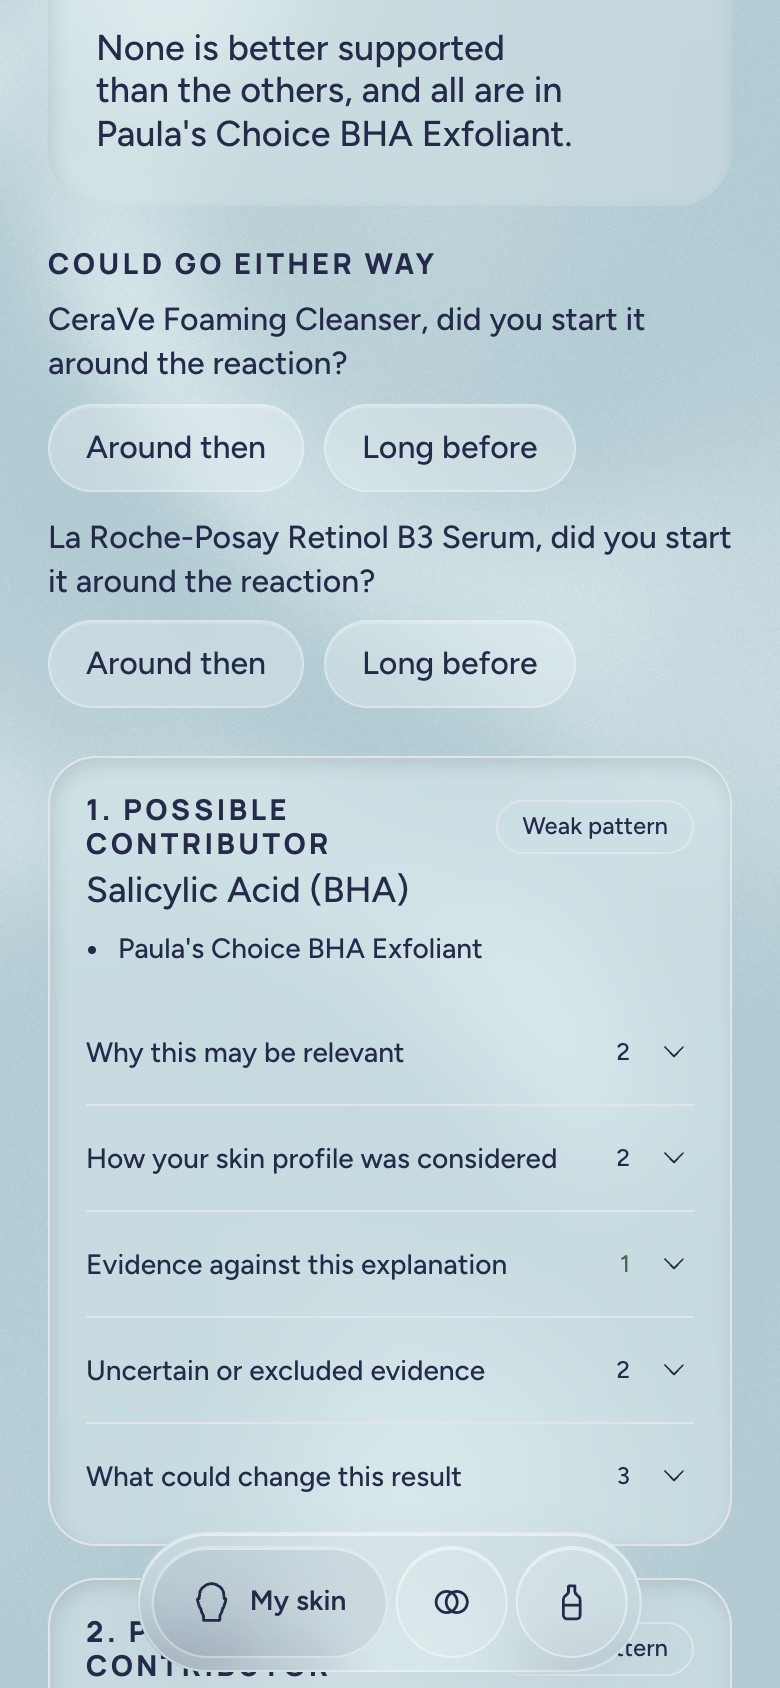 None is better supported
than the others, and all are in
Paula's Choice BHA Exfoliant.
COULD GO EITHER WAY
CeraVe Foaming Cleanser, did you start it
around the reaction?
Around then
Long before
La Roche-Posay Retinol B3 Serum, did you start
it around the reaction?
Around then
Long before
1. POSSIBLE
CONTRIBUTOR
Weak pattern
Salicylic Acid (BHA)
• Paula's Choice BHA Exfoliant
Why this may be relevant 2
How your skin profile was considered 2
Evidence against this explanation 1
Uncertain or excluded evidence 2
What could change this result 3
My skin
2.